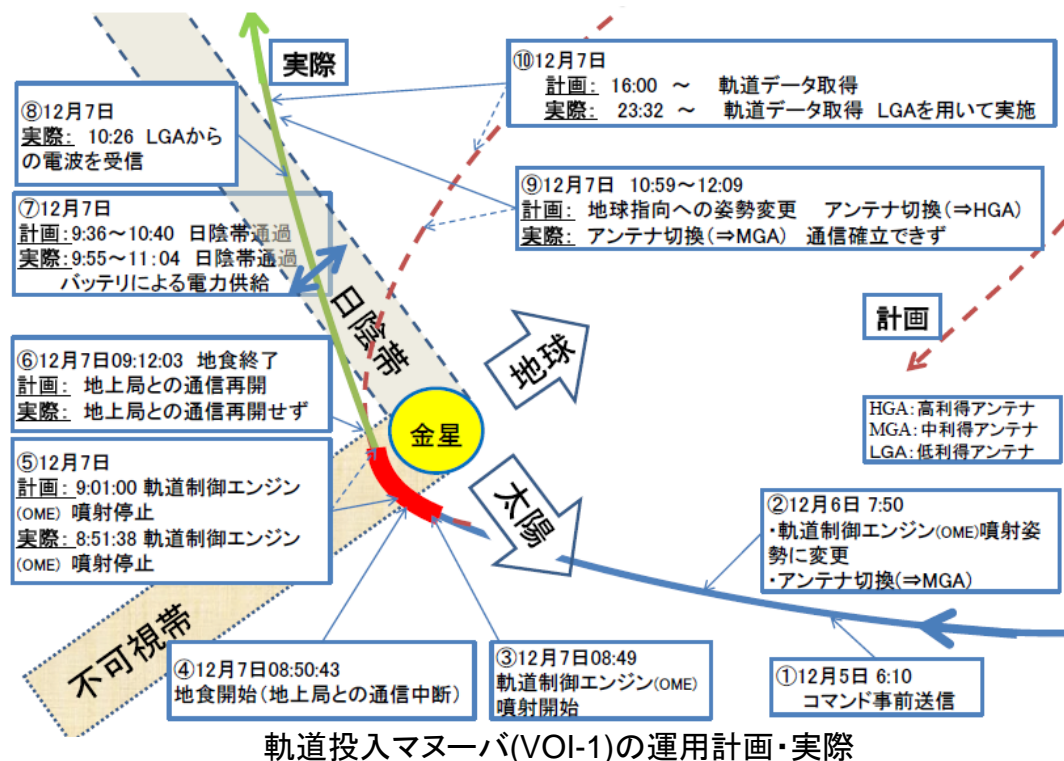 実際
⑩12月7日
計画: 16:00 ～ 軌道データ取得
実際: 23:32 ～ 軌道データ取得 LGAを用いて実施
⑧12月7日
実際: 10:26 LGAから
の電波を受信
⑨12月7日 10:59～12:09
計画: 地球指向への姿勢変更 アンテナ切換(⇒HGA)
実際: アンテナ切換(⇒MGA) 通信確立できず
⑦12月7日
計画:9:36～10:40 日陰帯通過
実際:9:55～11:04 日陰帯通過
バッテリによる電力供給
日陰帯
地球
計画
⑥12月7日09:12:03 地食終了
計画: 地上局との通信再開
実際: 地上局との通信再開せず
金星
HGA:高利得アンテナ
MGA:中利得アンテナ
LGA:低利得アンテナ
⑤12月7日
計画: 9:01:00 軌道制御エンジン
(OME) 噴射停止
実際: 8:51:38 軌道制御エンジン
(OME) 噴射停止
太陽
②12月6日 7:50
・軌道制御エンジン(OME)噴射姿
勢に変更
・アンテナ切換(⇒MGA)
不可視帯
④12月7日08:50:43
地食開始(地上局との通信中断)
③12月7日08:49
軌道制御エンジン(OME)
噴射開始
①12月5日 6:10
コマンド事前送信
軌道投入マヌーバ(VOI-1)の運用計画・実際